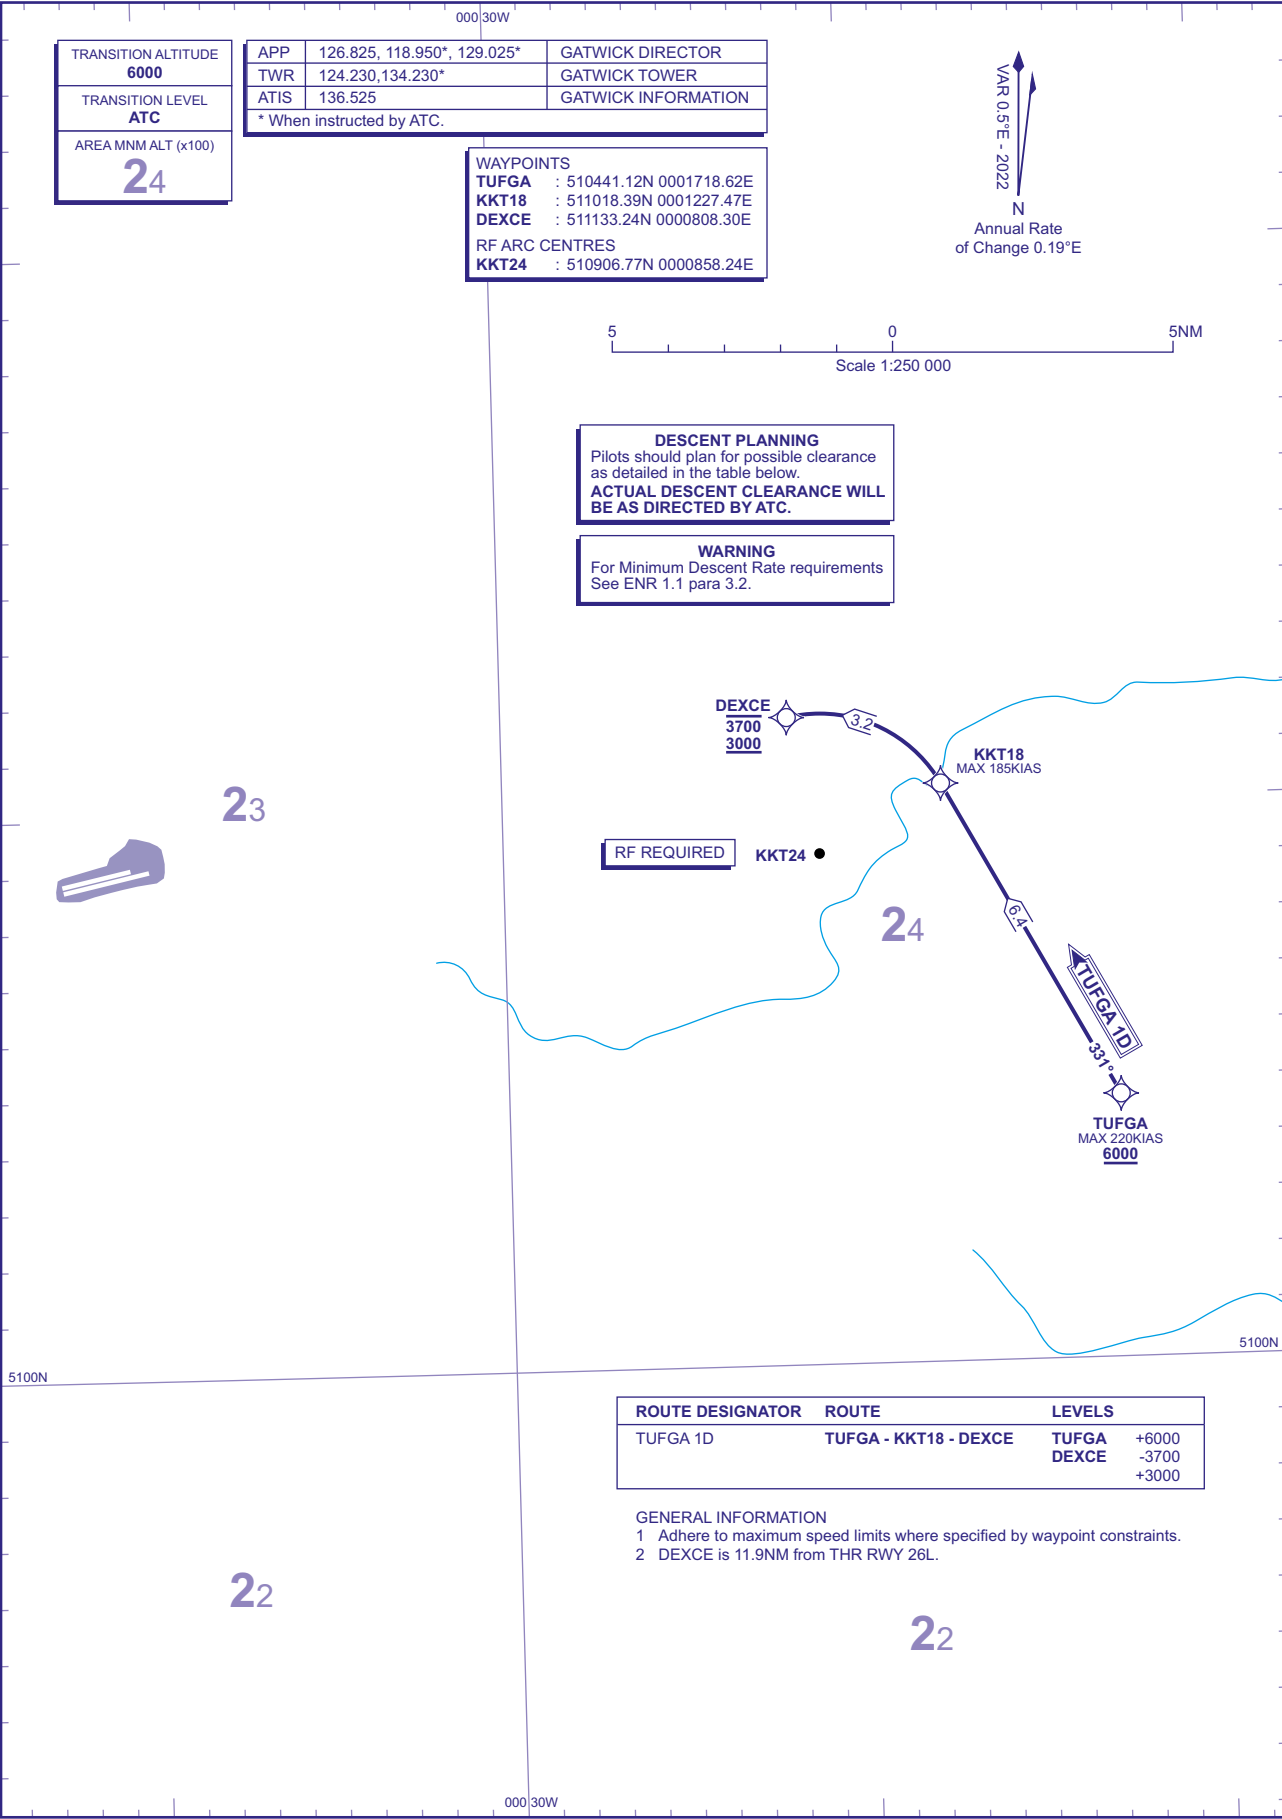 000 30W
TRANSITION ALTITUDE
6000
TRANSITION LEVEL
ATC
AREA MNM ALT (x100)
24
APP 126.825, 118.950*, 129.025* GATWICK DIRECTOR
TWR 124.230,134.230* GATWICK TOWER
ATIS 136.525 GATWICK INFORMATION
* When instructed by ATC.
WAYPOINTS
TUFGA : 510441.12N 0001718.62E
KKT18 : 511018.39N 0001227.47E
DEXCE : 511133.24N 0000808.30E
RF ARC CENTRES
KKT24 : 510906.77N 0000858.24E
VAR 0.5°E - 2022
N
Annual Rate
of Change 0.19°E
5 0 5NM
Scale 1:250 000
DESCENT PLANNING
Pilots should plan for possible clearance
as detailed in the table below.
ACTUAL DESCENT CLEARANCE WILL
BE AS DIRECTED BY ATC.
WARNING
For Minimum Descent Rate requirements
See ENR 1.1 para 3.2.
DEXCE
3700
3000
3.2
KKT18
MAX 185KIAS
23
RF REQUIRED
KKT24
24
6.4
TUFGA 1D
331°
TUFGA
MAX 220KIAS
6000
5100N
5100N
ROUTE DESIGNATOR ROUTE LEVELS
TUFGA 1D TUFGA - KKT18 - DEXCE TUFGA +6000
DEXCE -3700
+3000
GENERAL INFORMATION
1 Adhere to maximum speed limits where specified by waypoint constraints.
2 DEXCE is 11.9NM from THR RWY 26L.
22
22
000 30W